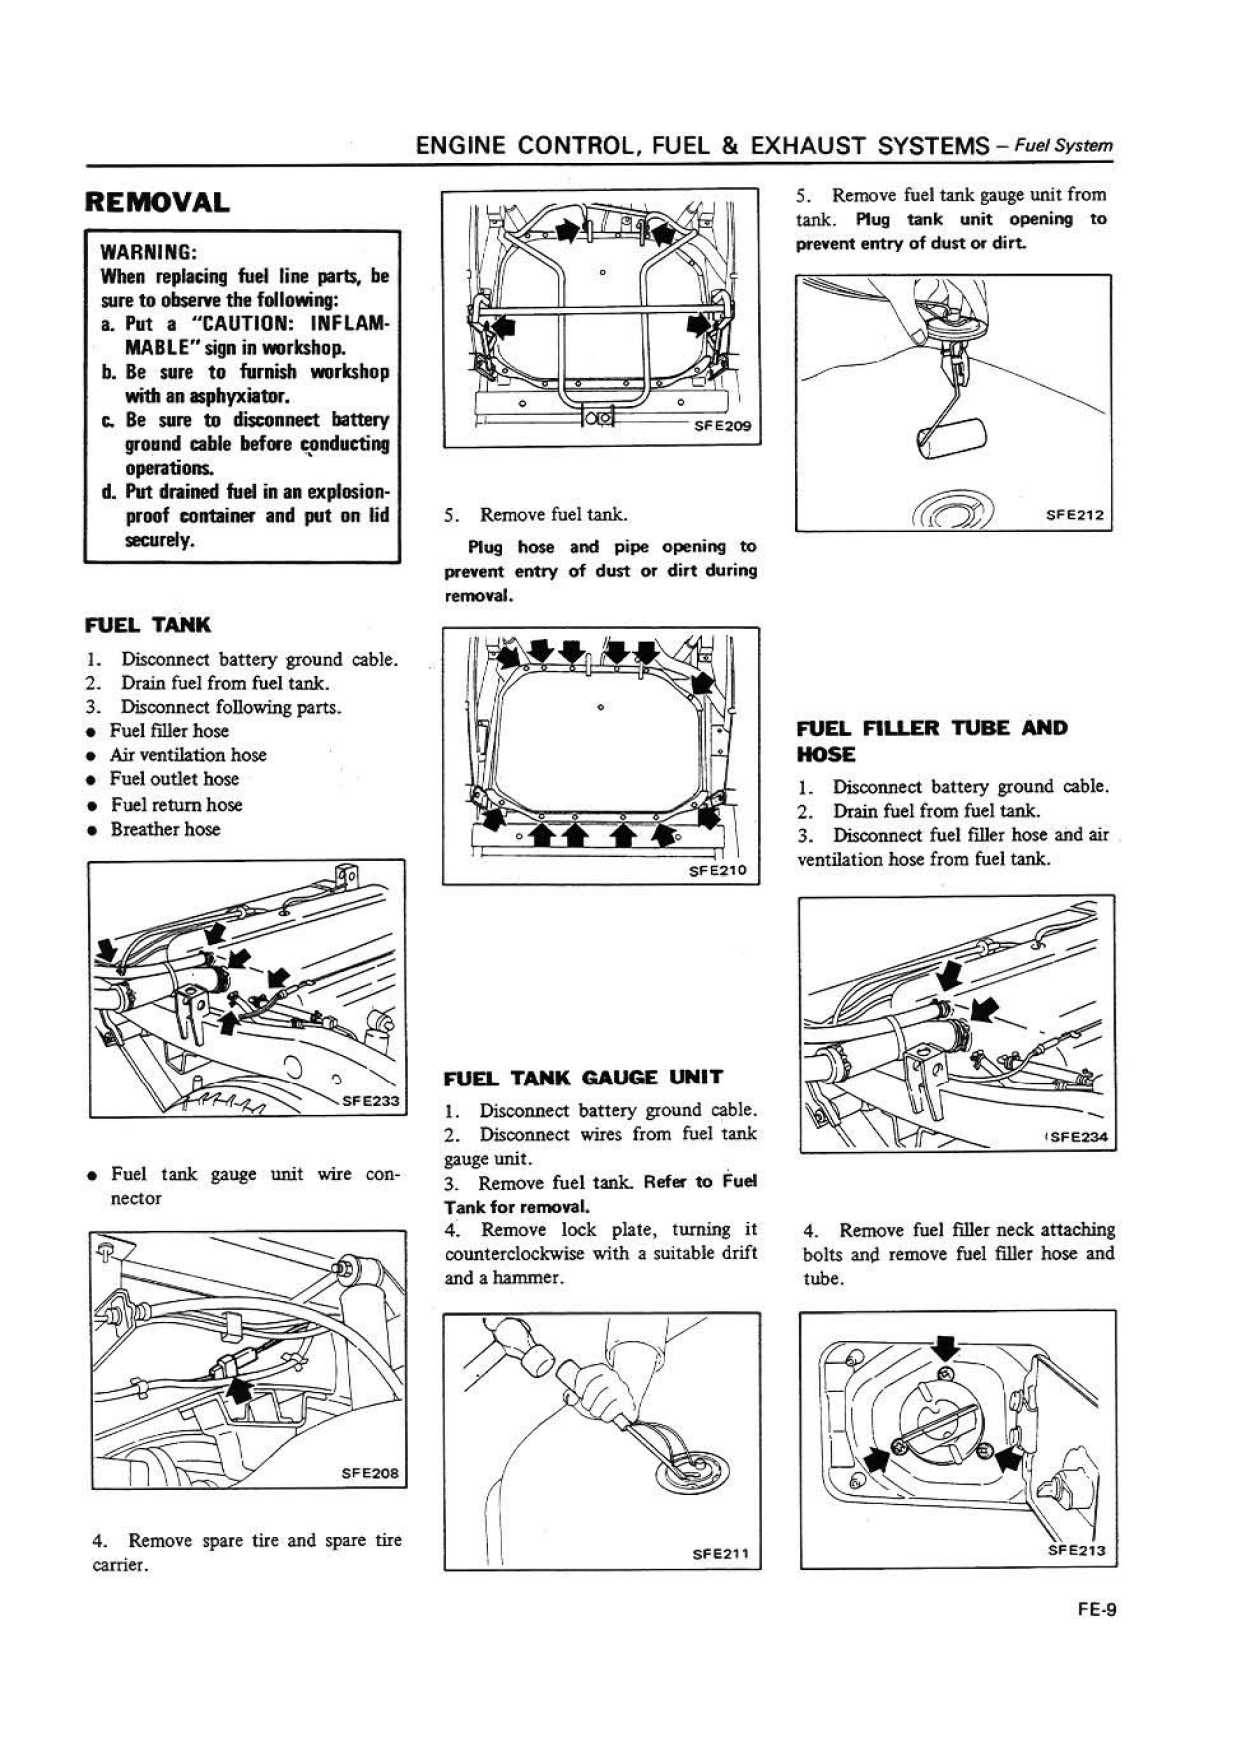 ENGINE CONTROL, FUEL & EXHAUST SYSTEMS – Fuel System
REMOVAL
WARNING:
When replacing fuel line parts, be
sure to observe the following:
a. Put a "CAUTION: INFLAM-
MABLE" sign in workshop.
b. Be sure to furnish workshop
with an asphyxiator.
c. Be sure to disconnect battery
ground cable before conducting
operations.
d. Put drained fuel in an explosion-
proof container and put on lid
securely.
FUEL TANK
1. Disconnect battery ground cable.
2. Drain fuel from fuel tank.
3. Disconnect following parts.
● Fuel filler hose
● Air ventilation hose
● Fuel outlet hose
● Fuel return hose
● Breather hose
SFE233
● Fuel tank gauge unit wire con-
nector
SFE208
4. Remove spare tire and spare tire
carrier.
SFE209
5. Remove fuel tank.
Plug hose and pipe opening to
prevent entry of dust or dirt during
removal.
SFE210
FUEL TANK GAUGE UNIT
1. Disconnect battery ground cable.
2. Disconnect wires from fuel tank
gauge unit.
3. Remove fuel tank. Refer to Fuel
Tank for removal.
4. Remove lock plate, turning it
counterclockwise with a suitable drift
and a hammer.
SFE211
5. Remove fuel tank gauge unit from
tank. Plug tank unit opening to
prevent entry of dust or dirt.
SFE212
FUEL FILLER TUBE AND
HOSE
1. Disconnect battery ground cable.
2. Drain fuel from fuel tank.
3. Disconnect fuel filler hose and air
ventilation hose from fuel tank.
SFE234
4. Remove fuel filler neck attaching
bolts and remove fuel filler hose and
tube.
SFE213
FE-9